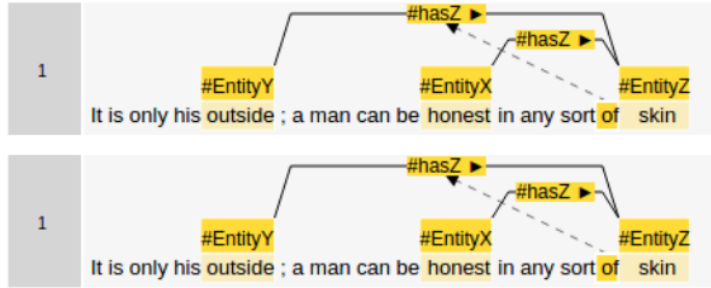 #hasZ ►
#hasZ ►
1
#EntityY #EntityX #EntityZ
It is only his outside ; a man can be honest in any sort of skin
#hasZ ►
#hasZ ►
1
#EntityY #EntityX #EntityZ
It is only his outside ; a man can be honest in any sort of skin